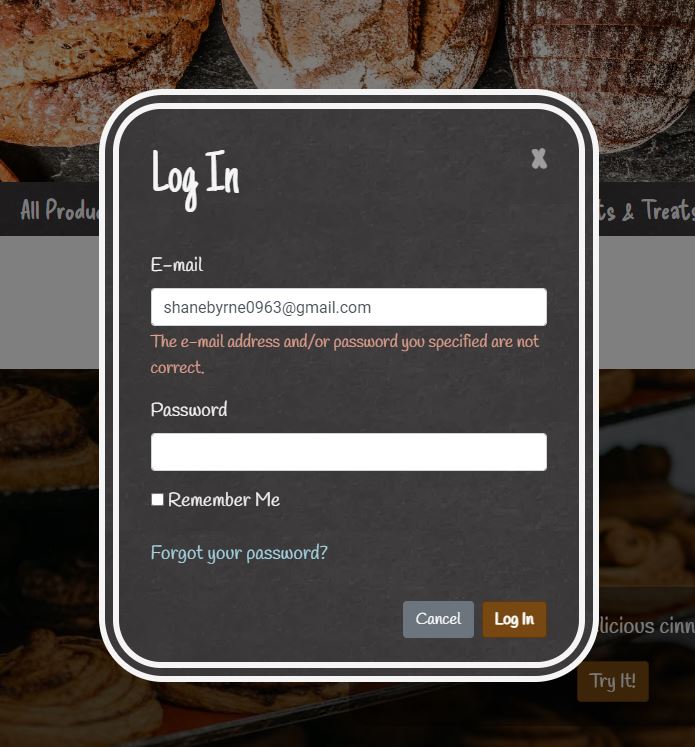 Log In
X
All Produ
ts & Treats
E-mail
shanebyrne0963@gmail.com
The e-mail address and/or password you specified are not
correct.
Password
Remember Me
Forgot your password?
Cancel
Log In
licious cinn
Try It!